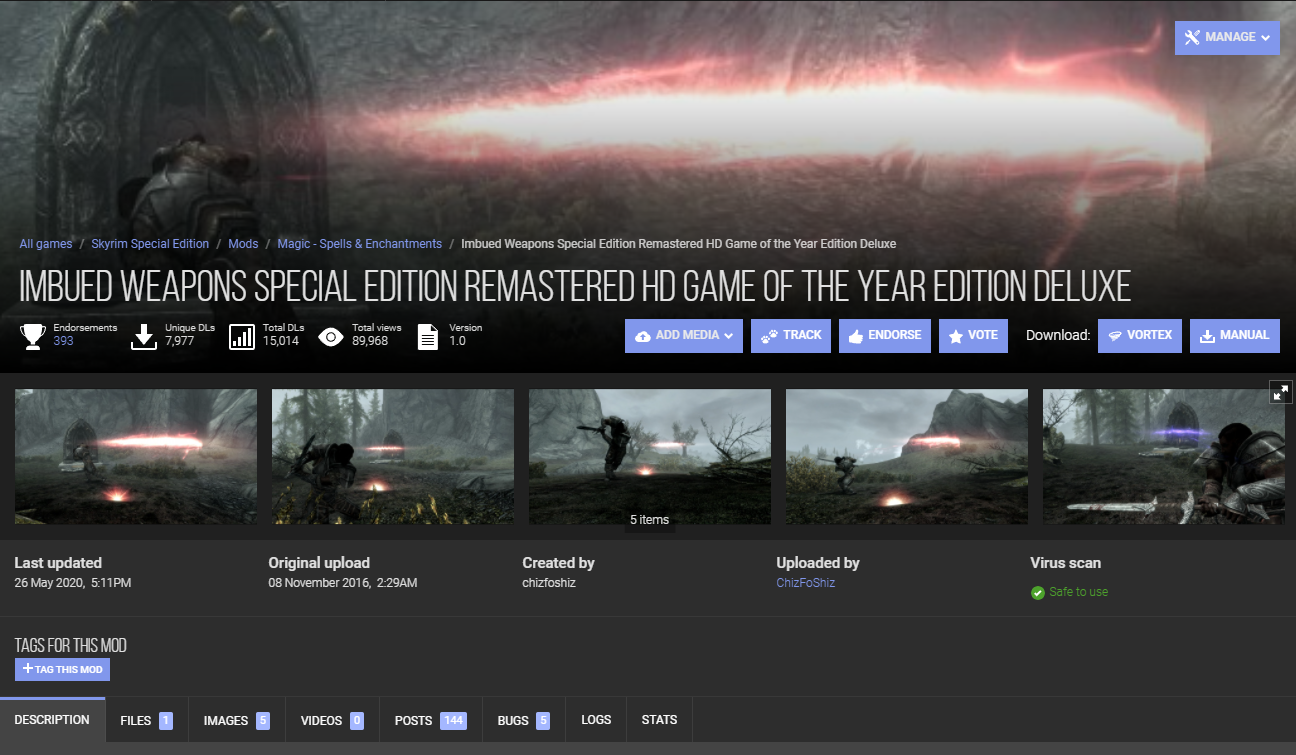 MANAGE
All games / Skyrim Special Edition / Mods / Magic - Spells & Enchantments / Imbued Weapons Special Edition Remastered HD Game of the Year Edition Deluxe
IMBUED WEAPONS SPECIAL EDITION REMASTERED HD GAME OF THE YEAR EDITION DELUXE
Endorsements
393
Unique DLs
7,977
Total DLs
15,014
Total views
89,968
Version
1.0
ADD MEDIA
TRACK
ENDORSE
VOTE
Download:
VORTEX
MANUAL
5 items
Last updated
26 May 2020, 5:11PM
Original upload
08 November 2016, 2:29AM
Created by
chizfoshiz
Uploaded by
ChizFoShiz
Virus scan
Safe to use
TAGS FOR THIS MOD
+ TAG THIS MOD
DESCRIPTION
FILES 1
IMAGES 5
VIDEOS 0
POSTS 144
BUGS 5
LOGS
STATS